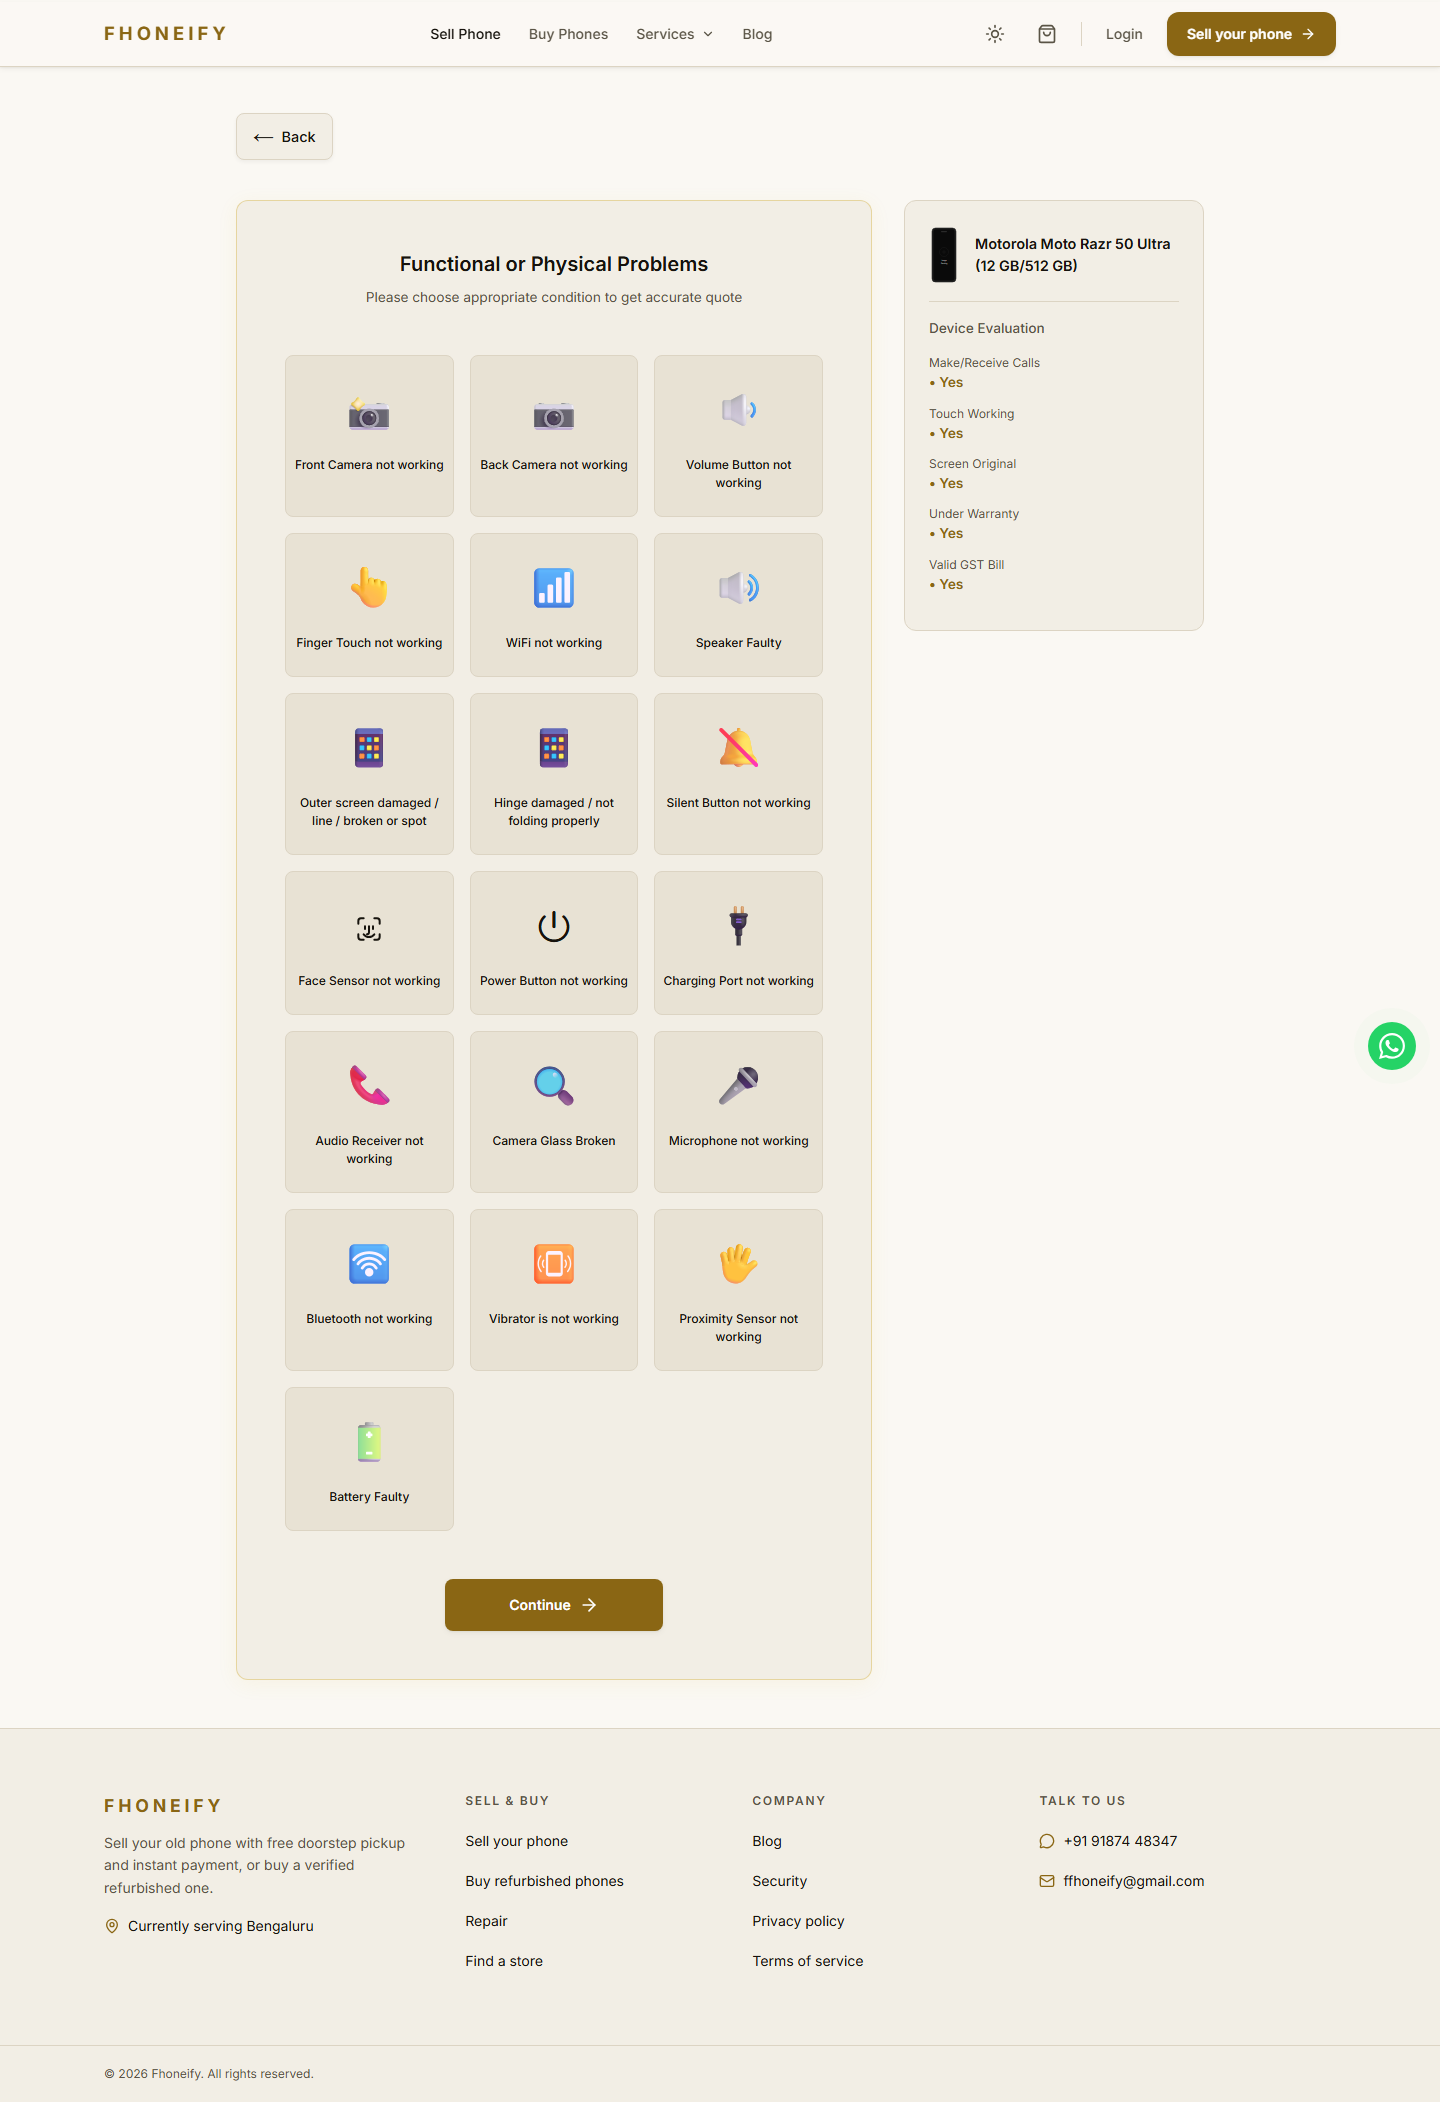 FHONEIFY
Sell Phone
Buy Phones
Services
Blog
Login
Sell your phone
Back
Functional or Physical Problems
Please choose appropriate condition to get accurate quote
Front Camera not working
Back Camera not working
Volume Button not
working
Finger Touch not working
WiFi not working
Speaker Faulty
Outer screen damaged /
line / broken or spot
Hinge damaged / not
folding properly
Silent Button not working
Face Sensor not working
Power Button not working
Charging Port not working
Audio Receiver not
working
Camera Glass Broken
Microphone not working
Bluetooth not working
Vibrator is not working
Proximity Sensor not
working
Battery Faulty
Continue
Motorola Moto Razr 50 Ultra
(12 GB/512 GB)
Device Evaluation
Make/Receive Calls
• Yes
Touch Working
• Yes
Screen Original
• Yes
Under Warranty
• Yes
Valid GST Bill
• Yes
FHONEIFY
Sell your old phone with free doorstep pickup
and instant payment, or buy a verified
refurbished one.
Currently serving Bengaluru
SELL & BUY
Sell your phone
Buy refurbished phones
Repair
Find a store
COMPANY
Blog
Security
Privacy policy
Terms of service
TALK TO US
+91 91874 48347
ffhoneify@gmail.com
© 2026 Fhoneify. All rights reserved.